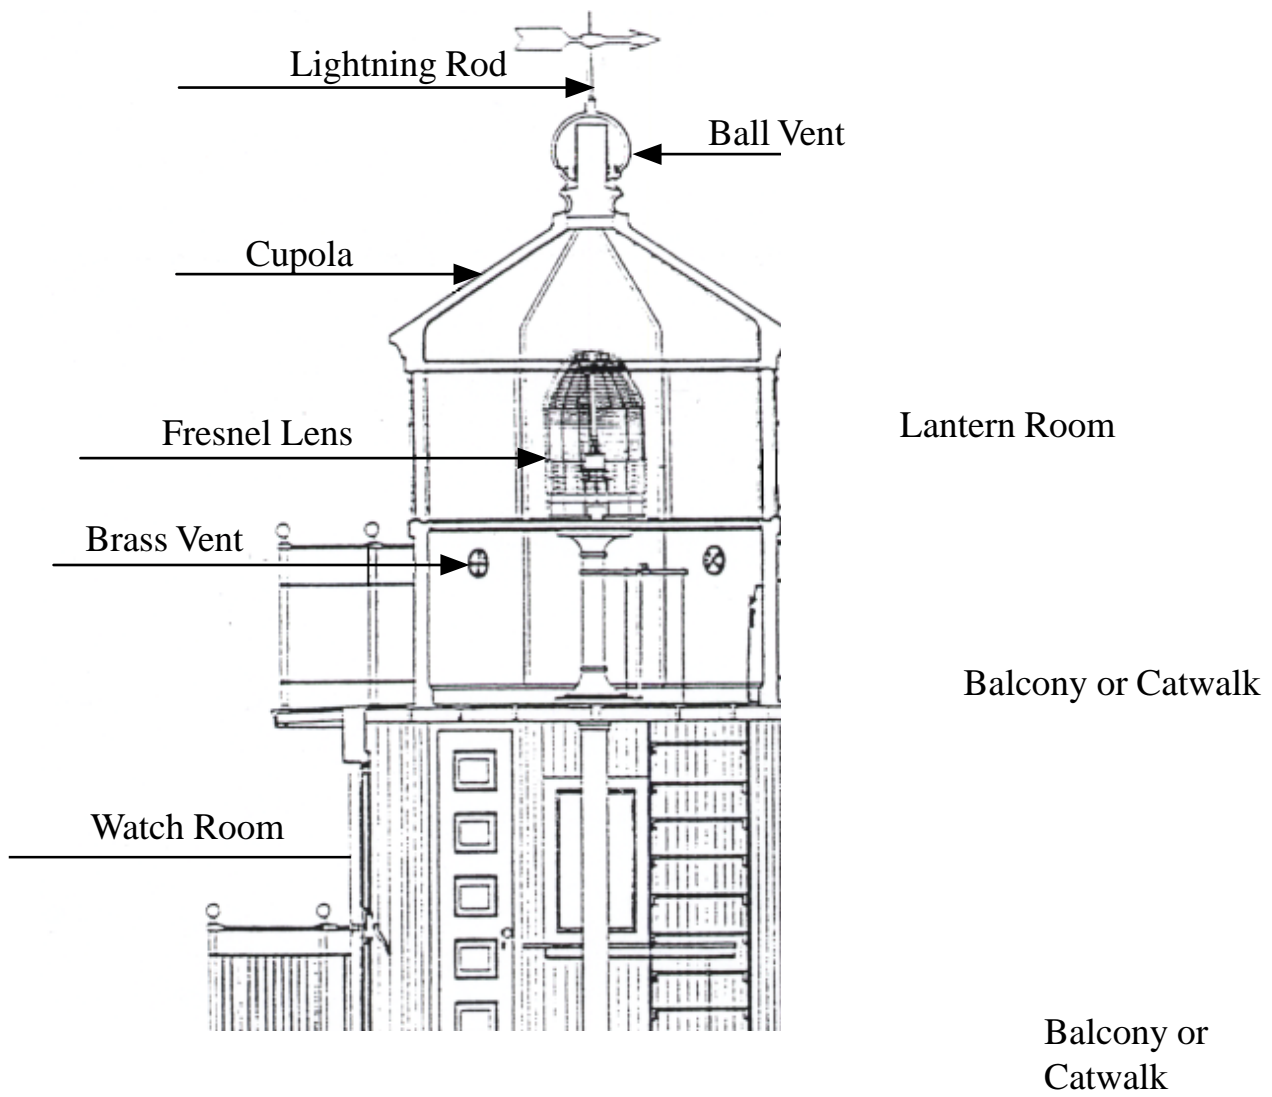 Lightning Rod
Ball Vent
Cupola
Fresnel Lens
Lantern Room
Brass Vent
Balcony or Catwalk
Watch Room
Balcony or
Catwalk